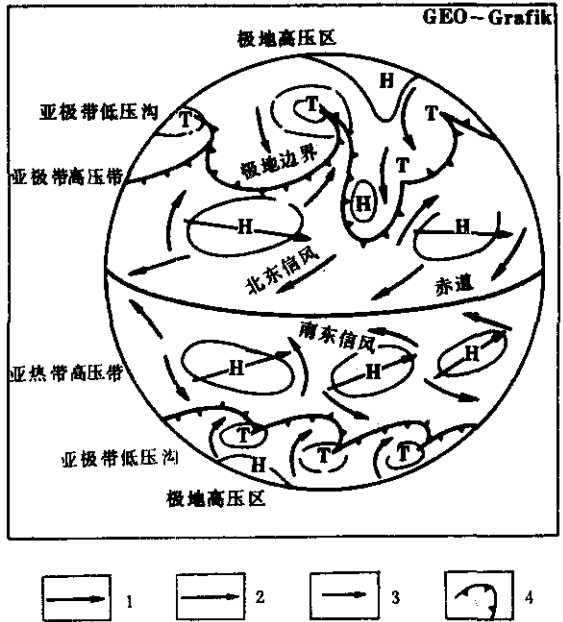 GEO-Grafik
极地高压区
H
亚极带低压沟
T
T
T
极地边界
T
亚极带高压带
H
H
H
北东信风
赤道
南东信风
亚热带高压带
H
H
H
T
T
T
亚极带低压沟
H
极地高压区
1
2
3
4